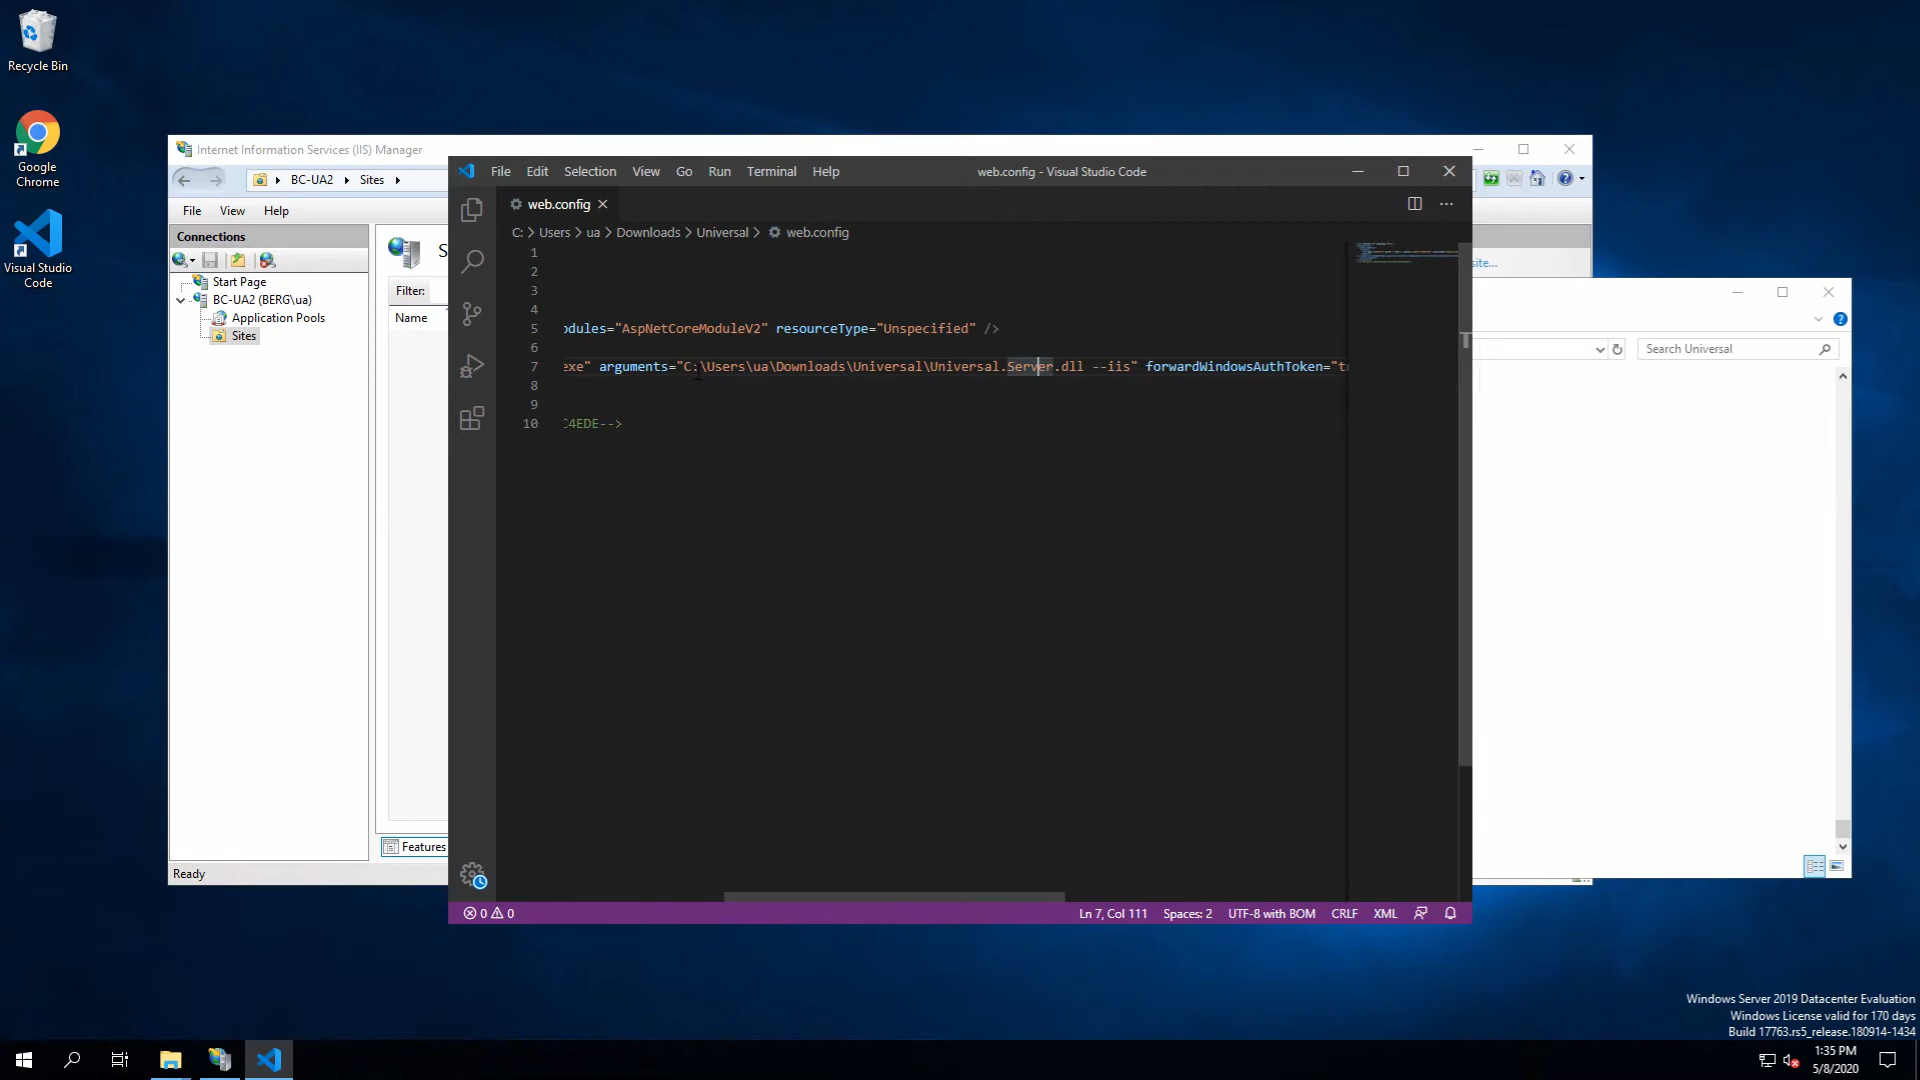 Recycle Bin
Google
Chrome
Visual Studio
Code
Internet Information Services (IIS) Manager
BC-UA2
Sites
File
View
Help
Connections
Start Page
BC-UA2 (BERG\ua)
Application Pools
Sites
S
Filter:
Name
Features
Ready
File Edit Selection View Go Run Terminal Help
web.config - Visual Studio Code
web.config
C: > Users > ua > Downloads > Universal > web.config
1
2
3
4
5 odules="AspNetCoreModuleV2" resourceType="Unspecified" />
6
7 exe" arguments="C:\Users\ua\Downloads\Universal\Universal.Server.dll --iis" forwardWindowsAuthToken="t
8
9
10 C4EDE-->
0 0
Ln 7, Col 111
Spaces: 2
UTF-8 with BOM
CRLF
XML
site...
Search Universal
Windows Server 2019 Datacenter Evaluation
Windows License valid for 170 days
Build 17763.rs5_release.180914-1434
1:35 PM
5/8/2020